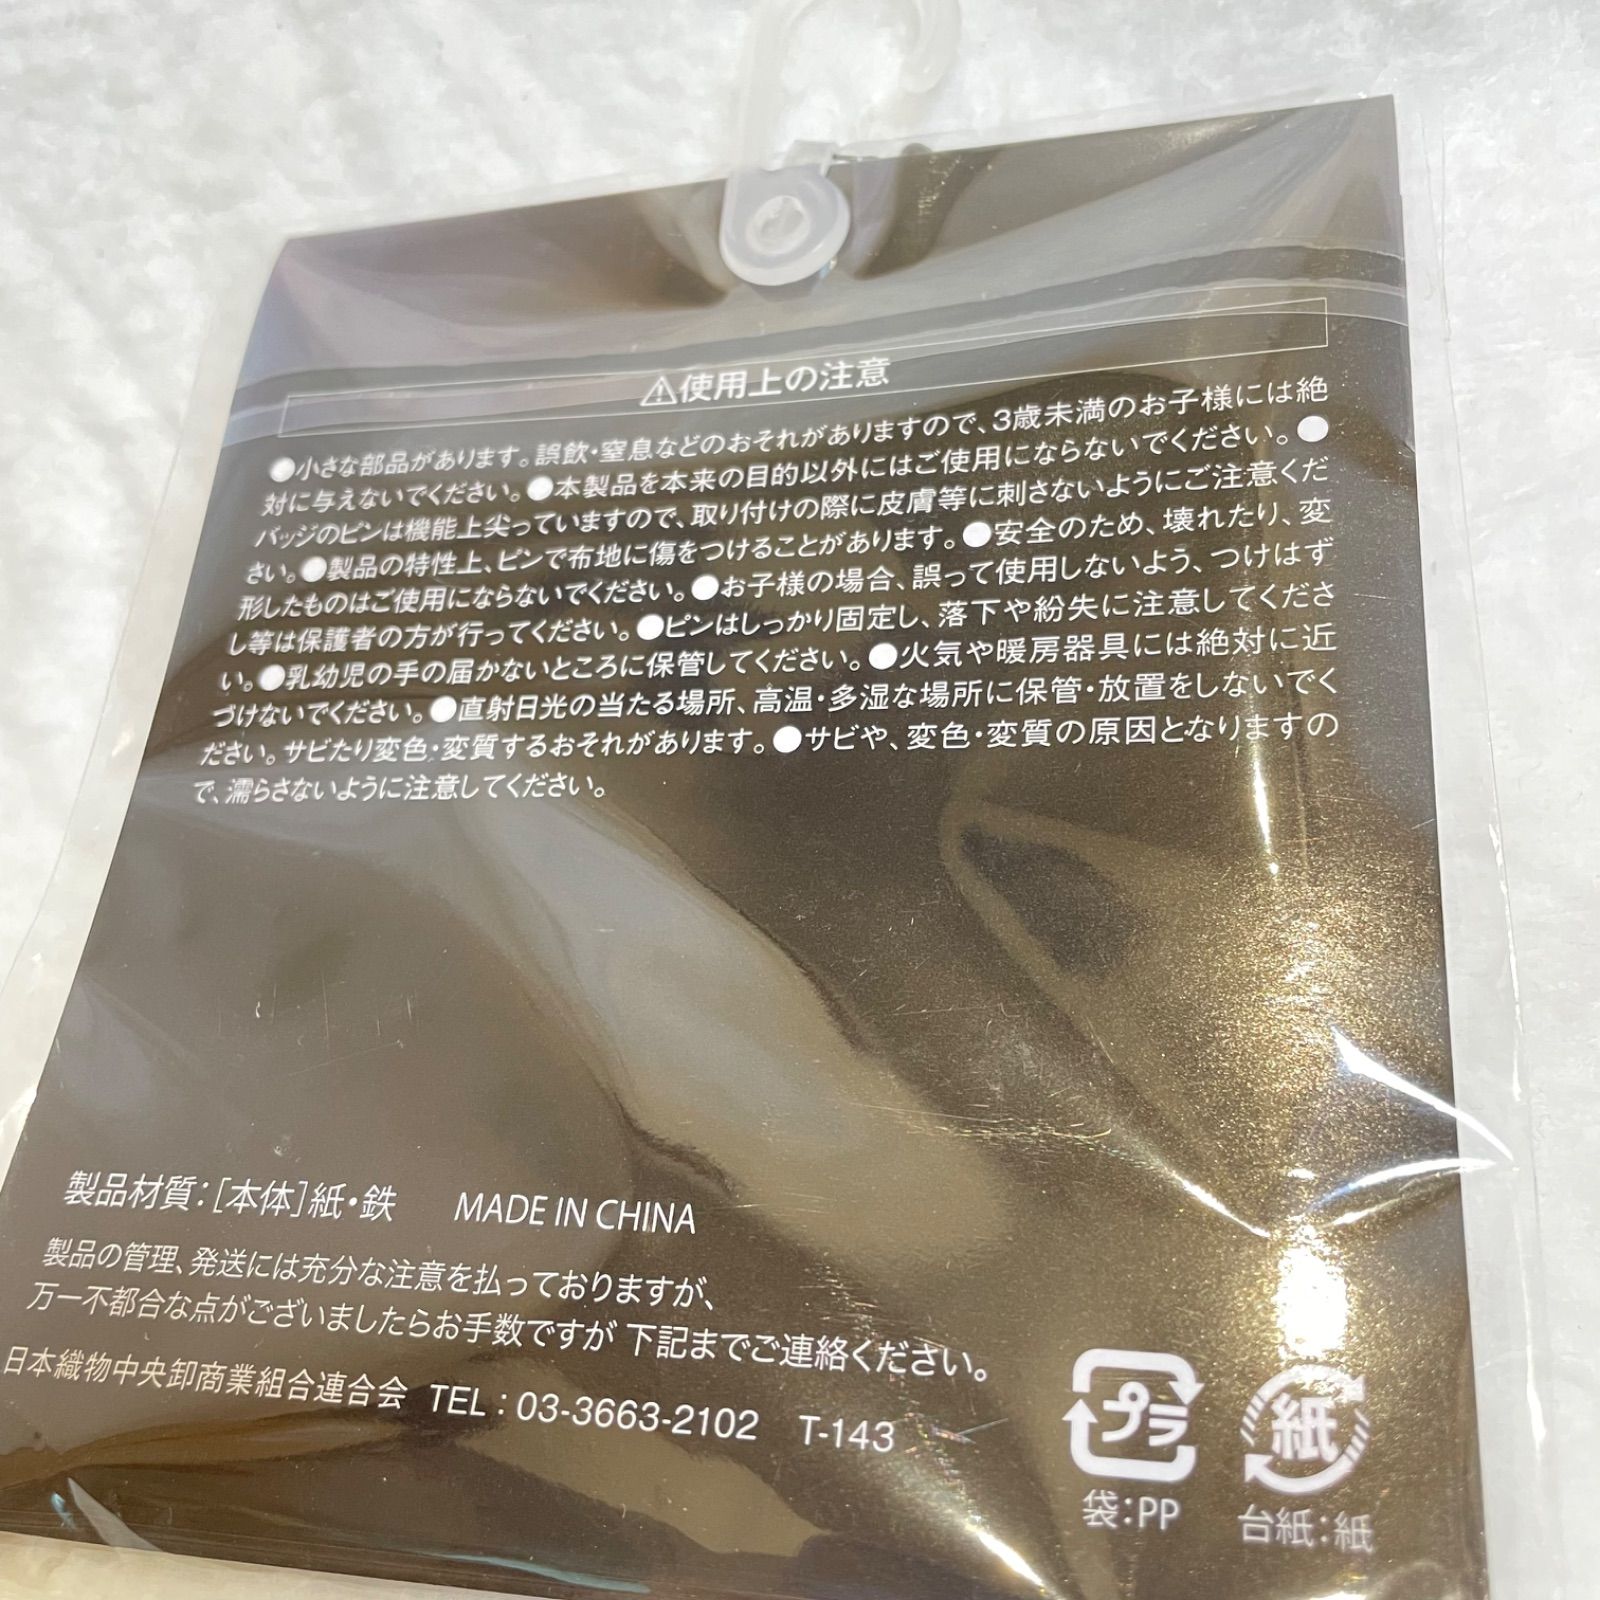 ⚠使用上の注意
●小さな部品があります。誤飲・窒息などのおそれがありますので、3歳未満のお子様には絶
対に与えないでください。●本製品を本来の目的以外にはご使用にならないでください。●
バッジのピンは機能上尖っていますので、取り付けの際に皮膚等に刺さないようにご注意くだ
さい。●製品の特性上、ピンで布地に傷をつけることがあります。●安全のため、壊れたり、変
形したものはご使用にならないでください。●お子様の場合、誤って使用しないよう、つけはず
し等は保護者の方が行ってください。●ピンはしっかり固定し、落下や紛失に注意してくださ
い。●乳幼児の手の届かないところに保管してください。●火気や暖房器具には絶対に近
づけないでください。●直射日光の当たる場所、高温・多湿な場所に保管・放置をしないでく
ださい。サビたり変色・変質するおそれがあります。●サビや、変色・変質の原因となりますの
で、濡らさないように注意してください。
製品材質：[本体]紙・鉄 MADE IN CHINA
製品の管理、発送には充分な注意を払っておりますが、
万一不都合な点がございましたらお手数ですが 下記までご連絡ください。
日本織物中央卸商業組合連合会 TEL：03-3663-2102 T-143
プラ
紙
袋：PP
台紙：紙